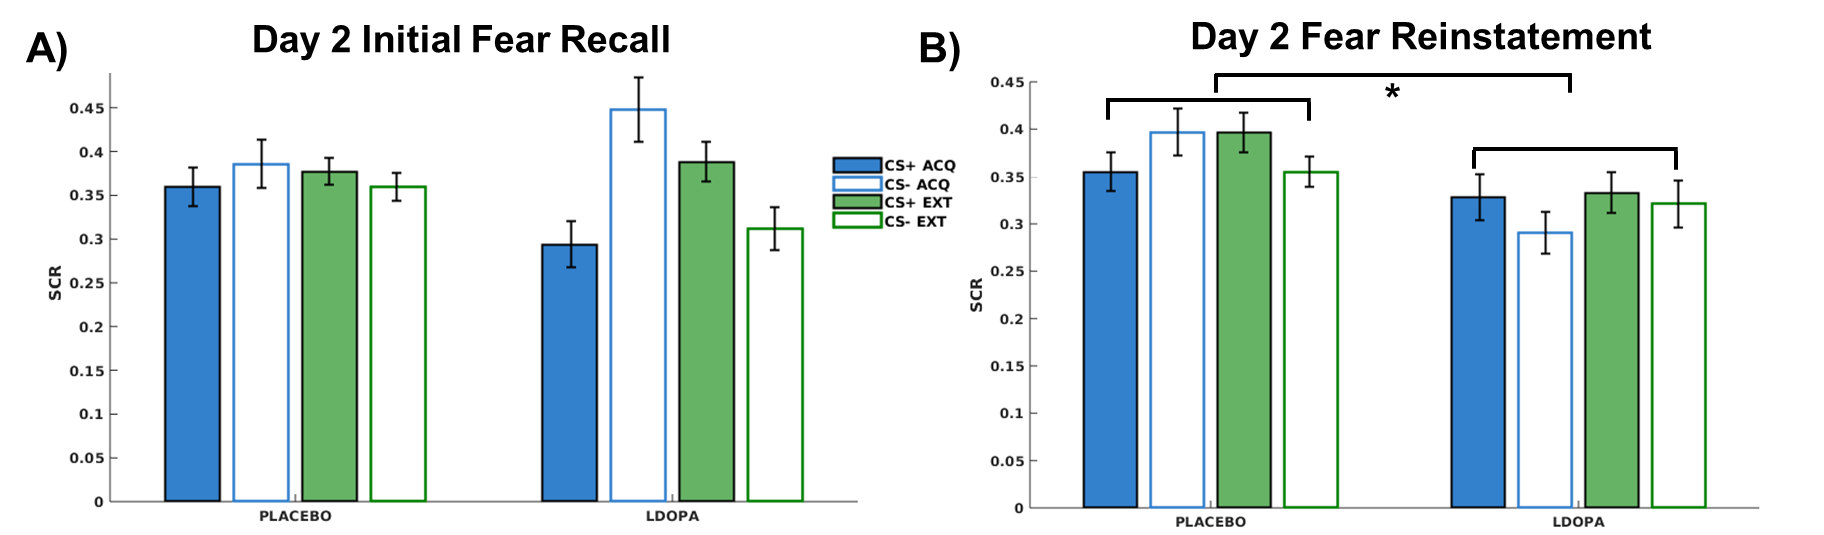 A)
Day 2 Initial Fear Recall
0.45
0.4
0.35
0.3
0.25
0.2
0.15
0.1
0.05
0
SCR
PLACEBO
LDOPA
CS+ ACQ
CS- ACQ
CS+ EXT
CS- EXT
B)
Day 2 Fear Reinstatement
*
0.45
0.4
0.35
0.3
0.25
0.2
0.15
0.1
0.05
0
SCR
PLACEBO
LDOPA